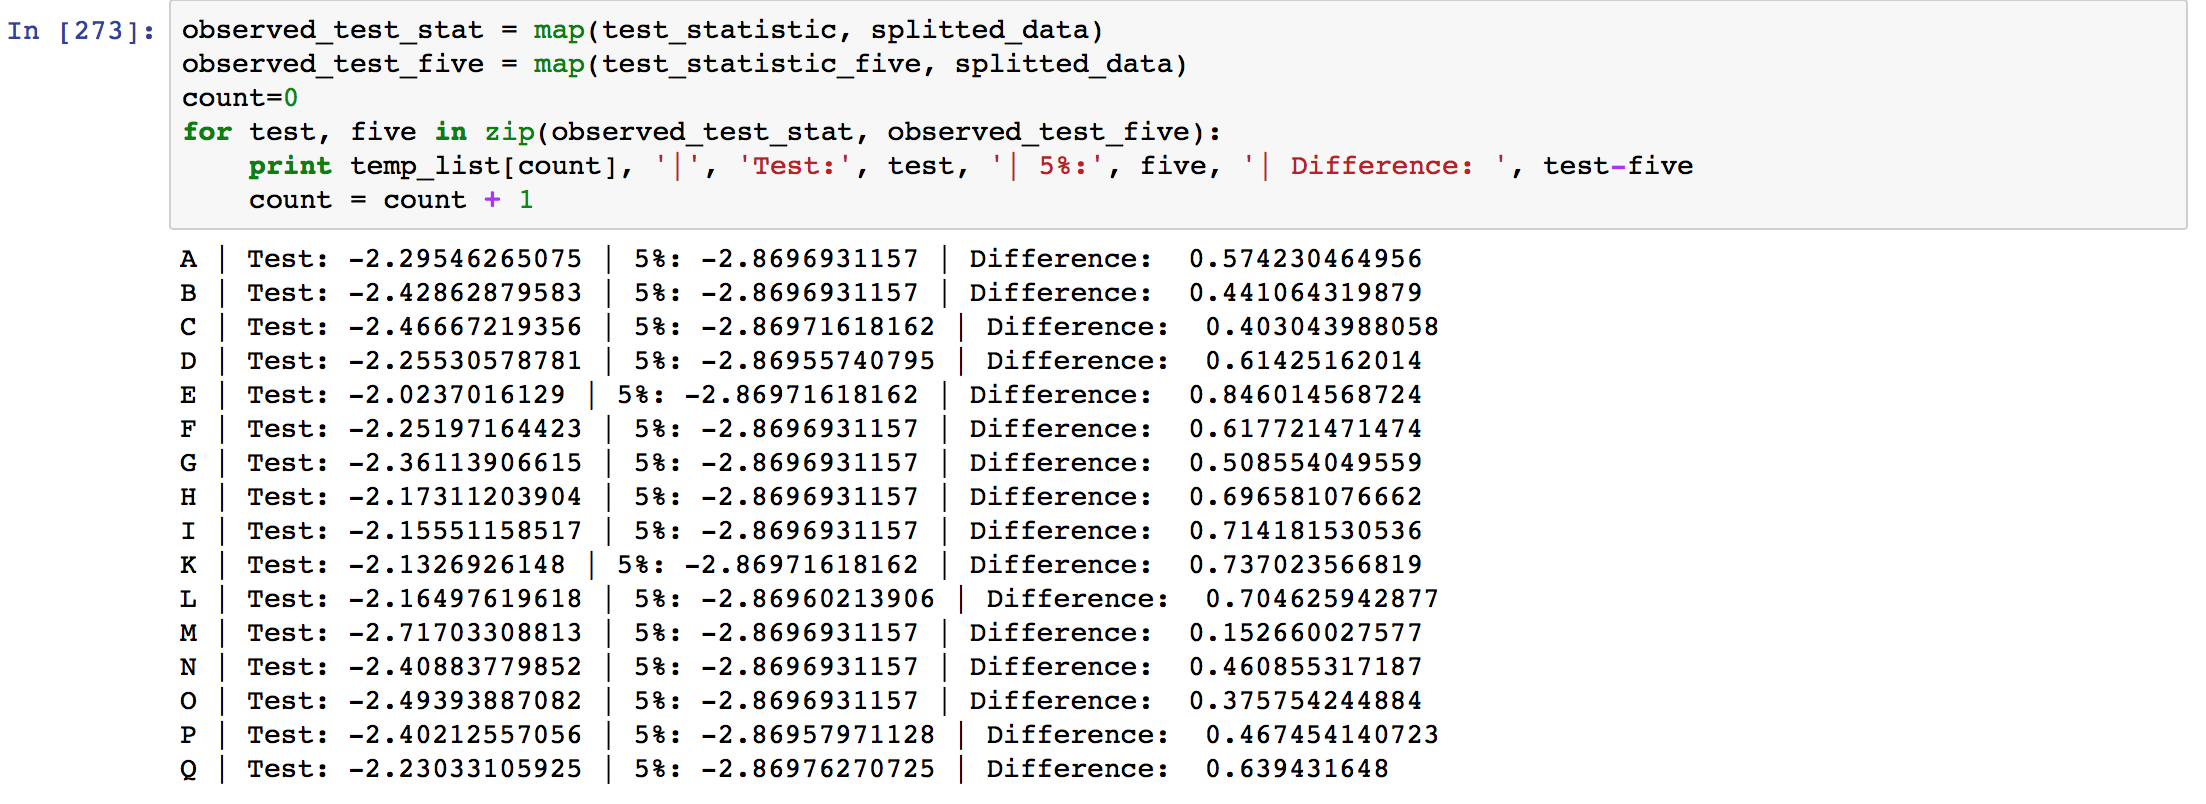 In [273]: observed_test_stat = map(test_statistic, splitted_data)
observed_test_five = map(test_statistic_five, splitted_data)
count=0
for test, five in zip(observed_test_stat, observed_test_five):
    print temp_list[count], '|', 'Test:', test, '| 5%:', five, '| Difference: ', test-five
    count = count + 1
A | Test: -2.29546265075 | 5%: -2.8696931157 | Difference:  0.574230464956
B | Test: -2.42862879583 | 5%: -2.8696931157 | Difference:  0.441064319879
C | Test: -2.46667219356 | 5%: -2.86971618162 | Difference:  0.403043988058
D | Test: -2.25530578781 | 5%: -2.86955740795 | Difference:  0.61425162014
E | Test: -2.0237016129 | 5%: -2.86971618162 | Difference:  0.846014568724
F | Test: -2.25197164423 | 5%: -2.8696931157 | Difference:  0.617721471474
G | Test: -2.36113906615 | 5%: -2.8696931157 | Difference:  0.508554049559
H | Test: -2.17311203904 | 5%: -2.8696931157 | Difference:  0.696581076662
I | Test: -2.15551158517 | 5%: -2.8696931157 | Difference:  0.714181530536
K | Test: -2.1326926148 | 5%: -2.86971618162 | Difference:  0.737023566819
L | Test: -2.16497619618 | 5%: -2.86960213906 | Difference:  0.704625942877
M | Test: -2.71703308813 | 5%: -2.8696931157 | Difference:  0.152660027577
N | Test: -2.40883779852 | 5%: -2.8696931157 | Difference:  0.460855317187
O | Test: -2.49393887082 | 5%: -2.8696931157 | Difference:  0.375754244884
P | Test: -2.40212557056 | 5%: -2.86957971128 | Difference:  0.467454140723
Q | Test: -2.23033105925 | 5%: -2.86976270725 | Difference:  0.639431648